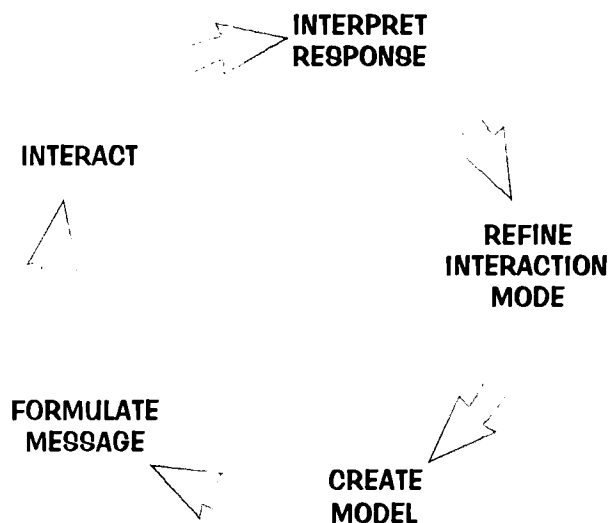 INTERPRET
RESPONSE
INTERACT
REFINE
INTERACTION
MODE
FORMULATE
MESSAGE
CREATE
MODEL